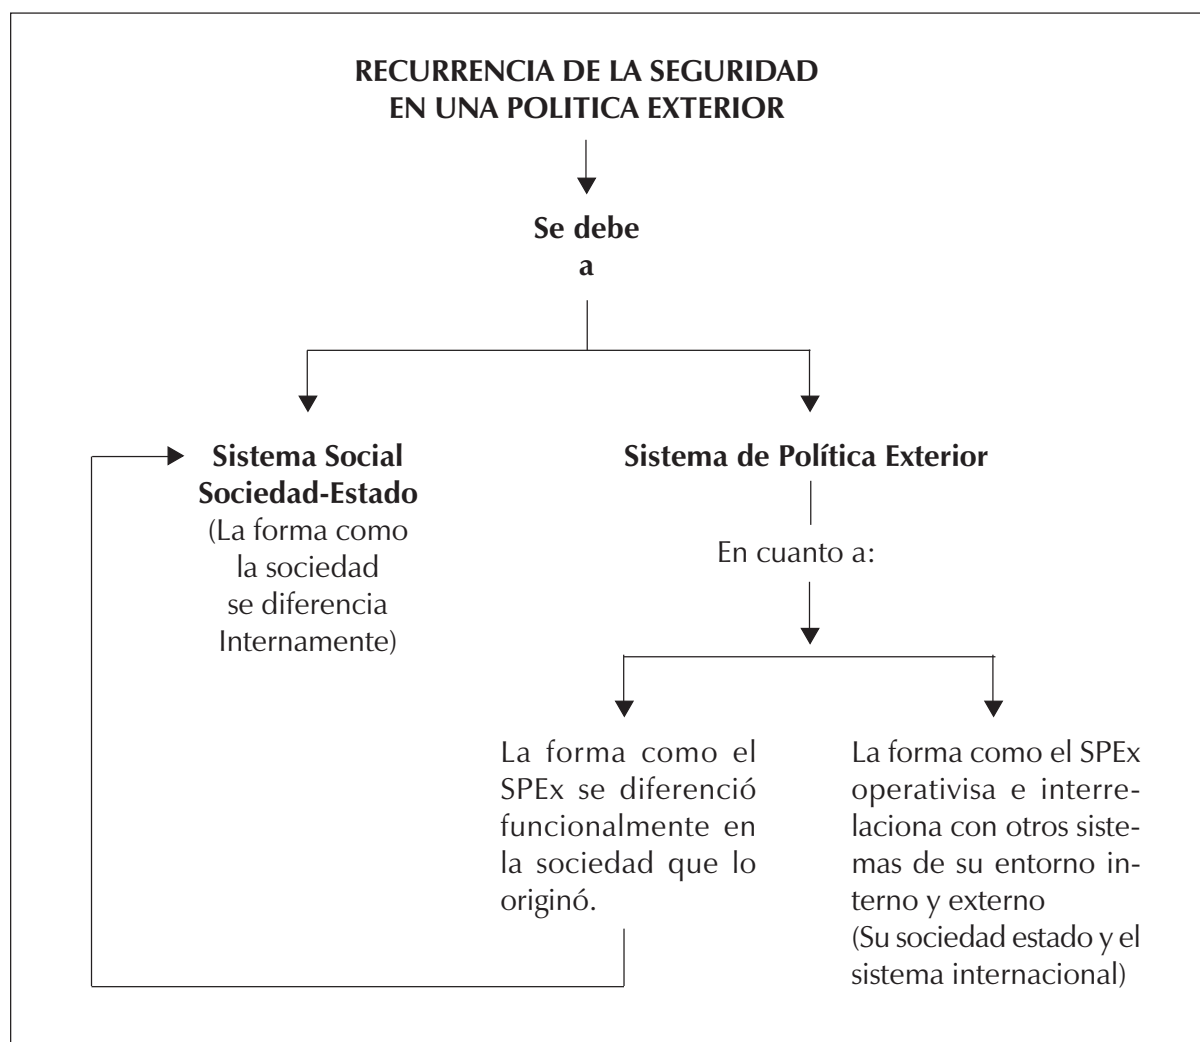 RECURRENCIA DE LA SEGURIDAD
EN UNA POLITICA EXTERIOR
Se debe
a
Sistema Social
Sociedad-Estado
(La forma como
la sociedad
se diferencia
Internamente)
Sistema de Política Exterior
En cuanto a:
La forma como el
SPEx se diferenció
funcionalmente en
la sociedad que lo
originó.
La forma como el SPEx
operativisa e interre-
laciona con otros siste-
mas de su entorno in-
terno y externo
(Su sociedad estado y el
sistema internacional)